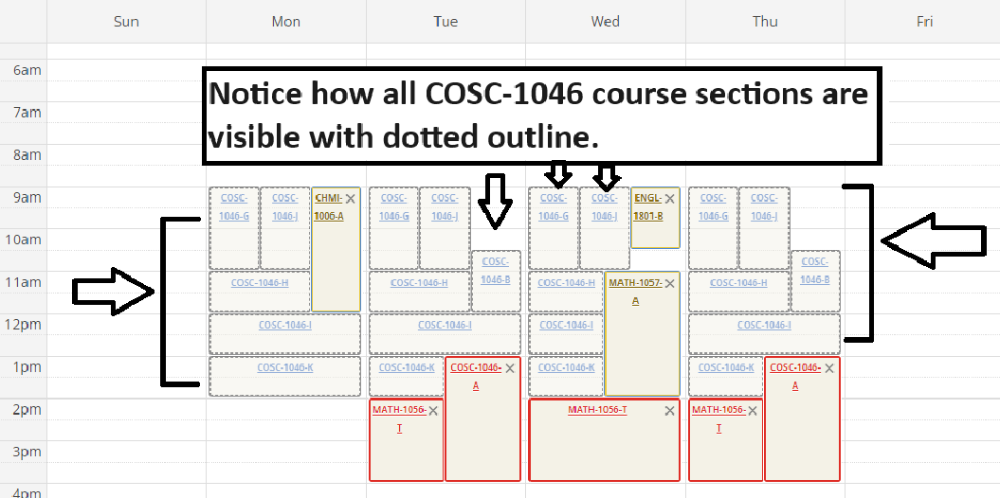 Sun Mon Tue Wed Thu Fri
6am
7am
8am
Notice how all COSC-1046 course sections are
visible with dotted outline.
9am
COSC-
1046-G
COSC-
1046-J
CHMI-
1006-A
COSC-
1046-G
COSC-
1046-J
COSC-
1046-G
COSC-
1046-J
ENGL-
1801-B
COSC-
1046-G
COSC-
1046-J
10am
COSC-
1046-B
COSC-
1046-B
11am
COSC-1046-H
COSC-1046-H
COSC-1046-H
MATH-1057-
A
COSC-1046-H
12pm
COSC-1046-I
COSC-1046-I
COSC-1046-I
COSC-1046-I
1pm
COSC-1046-K
COSC-1046-K
COSC-1046-
A
COSC-1046-K
COSC-1046-K
COSC-1046-
A
2pm
MATH-1056-
T
MATH-1056-T
MATH-1056-
T
3pm
4pm